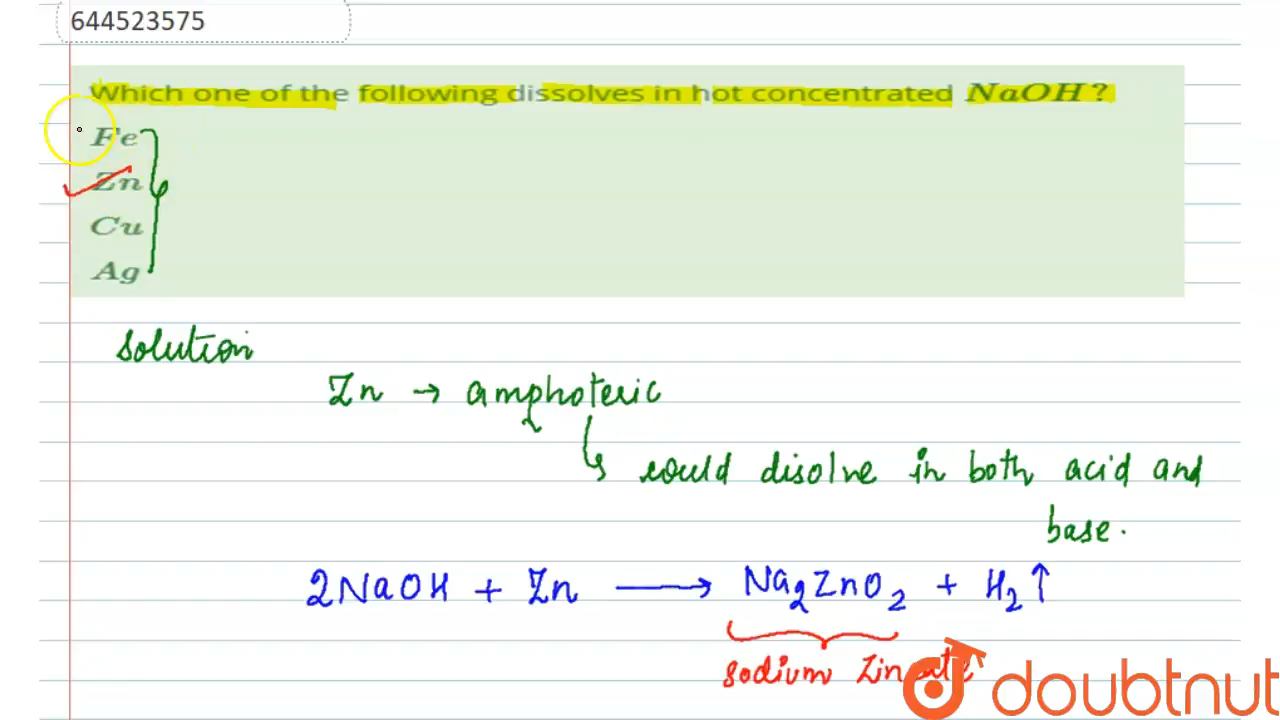 644523575
Which one of the following dissolves in hot concentrated NaOH?
Fe
Zn
Cu
Ag
Solution
Zn → amphoteric
↳ could disolve in both acid and
base.
2NaOH + Zn ⟶ Na₂ZnO₂ + H₂↑
sodium
doubtnut